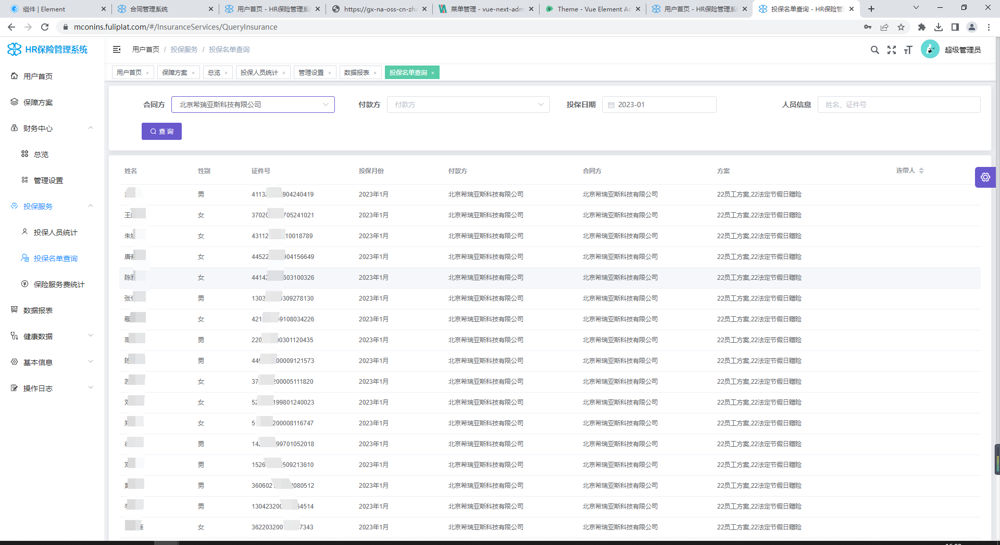 组件 | Element
合同管理系统
用户首页 - HR保险管理系
https://gx-na-oss-cn-zha
菜单管理 - vue-next-adm
Theme - Vue Element Ad
用户首页 - HR保险管理系
投保名单查询 - HR保险管
mconins.fuliplat.com/#/InsuranceServices/QueryInsurance
HR保险管理系统
用户首页 / 投保服务 / 投保名单查询
超级管理员
用户首页 × 保障方案 × 总览 × 投保人员统计 × 管理设置 × 数据报表 × 投保名单查询 ×
用户首页
保障方案
财务中心
总览
管理设置
投保服务
投保人员统计
投保名单查询
保险服务费统计
数据报表
健康数据
基本信息
操作日志
合同方 北京希瑞亚斯科技有限公司 付款方 付款方 投保日期 2023-01 人员信息 姓名、证件号
查 询
姓名 性别 证件号 投保月份 付款方 合同方 方案 连带人
男 4113 904240419 2023年1月 北京希瑞亚斯科技有限公司 北京希瑞亚斯科技有限公司 22员工方案,22法定节假日赠险
王 女 3702 705241021 2023年1月 北京希瑞亚斯科技有限公司 北京希瑞亚斯科技有限公司 22员工方案,22法定节假日赠险
朱 女 43112 10018789 2023年1月 北京希瑞亚斯科技有限公司 北京希瑞亚斯科技有限公司 22员工方案,22法定节假日赠险
唐 女 44522 904156649 2023年1月 北京希瑞亚斯科技有限公司 北京希瑞亚斯科技有限公司 22员工方案,22法定节假日赠险
陈 女 4414 603100326 2023年1月 北京希瑞亚斯科技有限公司 北京希瑞亚斯科技有限公司 22员工方案,22法定节假日赠险
张 男 1303 309278130 2023年1月 北京希瑞亚斯科技有限公司 北京希瑞亚斯科技有限公司 22员工方案,22法定节假日赠险
鄢 女 421 9108034226 2023年1月 北京希瑞亚斯科技有限公司 北京希瑞亚斯科技有限公司 22员工方案,22法定节假日赠险
男 220 0301120435 2023年1月 北京希瑞亚斯科技有限公司 北京希瑞亚斯科技有限公司 22员工方案,22法定节假日赠险
男 445 00009121573 2023年1月 北京希瑞亚斯科技有限公司 北京希瑞亚斯科技有限公司 22员工方案,22法定节假日赠险
女 37 200005111820 2023年1月 北京希瑞亚斯科技有限公司 北京希瑞亚斯科技有限公司 22员工方案,22法定节假日赠险
女 52 199801240023 2023年1月 北京希瑞亚斯科技有限公司 北京希瑞亚斯科技有限公司 22员工方案,22法定节假日赠险
女 5 200008116747 2023年1月 北京希瑞亚斯科技有限公司 北京希瑞亚斯科技有限公司 22员工方案,22法定节假日赠险
男 14 99701052018 2023年1月 北京希瑞亚斯科技有限公司 北京希瑞亚斯科技有限公司 22员工方案,22法定节假日赠险
男 1526 509213610 2023年1月 北京希瑞亚斯科技有限公司 北京希瑞亚斯科技有限公司 22员工方案,22法定节假日赠险
男 360602 080512 2023年1月 北京希瑞亚斯科技有限公司 北京希瑞亚斯科技有限公司 22员工方案,22法定节假日赠险
男 13042320 4514 2023年1月 北京希瑞亚斯科技有限公司 北京希瑞亚斯科技有限公司 22员工方案,22法定节假日赠险
女 36220320 7343 2023年1月 北京希瑞亚斯科技有限公司 北京希瑞亚斯科技有限公司 22员工方案,22法定节假日赠险